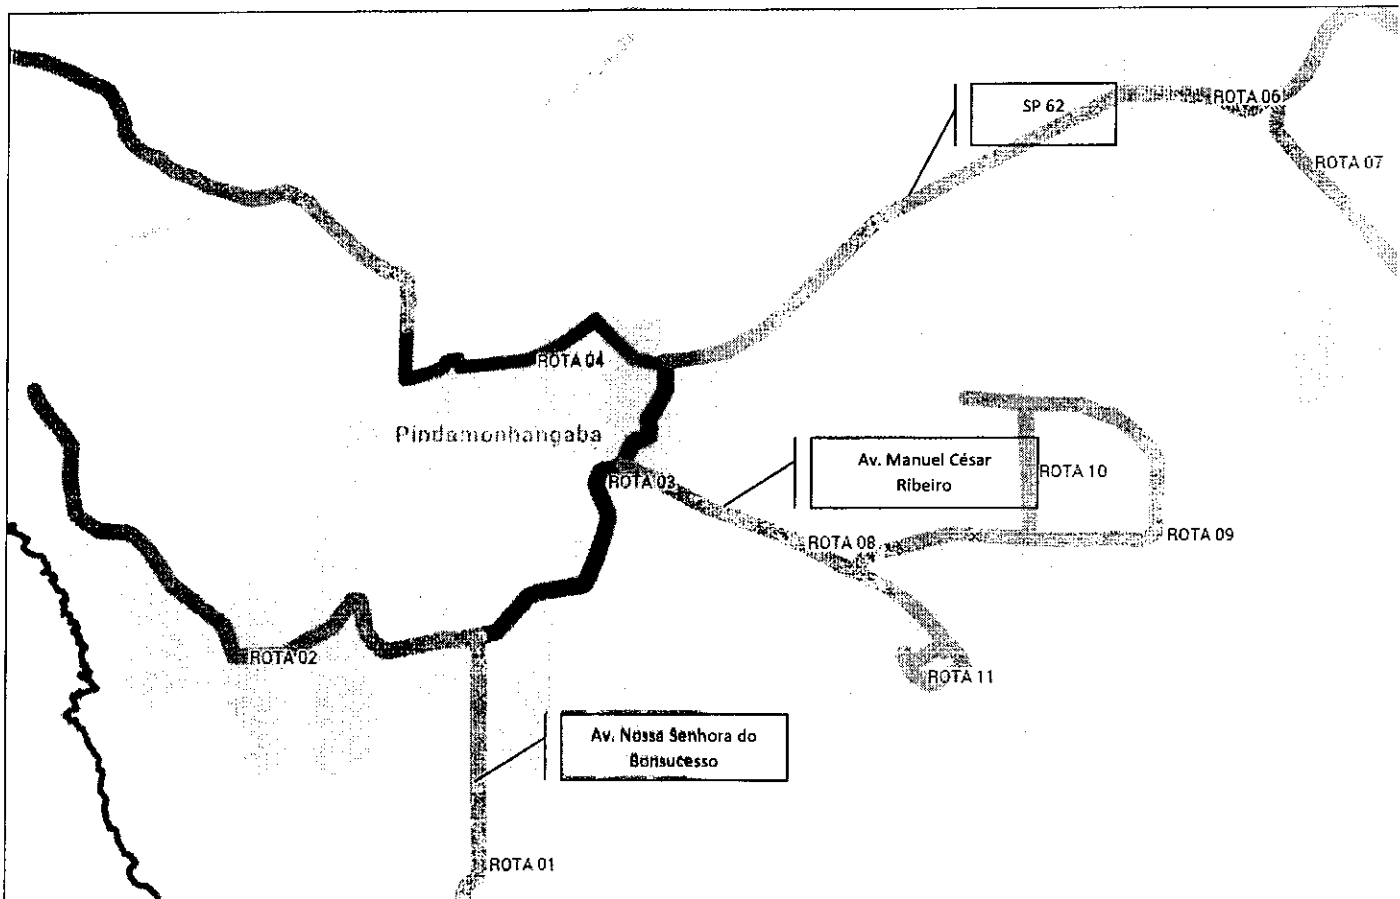 SP 62
ROTA 06
ROTA 07
ROTA 04
Pindamonhangaba
Av. Manuel César
Ribeiro
ROTA 10
ROTA 03
ROTA 08
ROTA 09
ROTA 02
ROTA 11
Av. Nossa Senhora do
Bonsucesso
ROTA 01